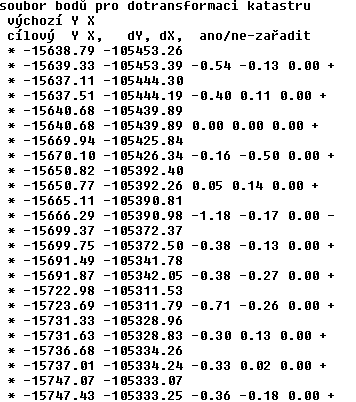 soubor bodů pro dotransformaci katastru
východzí Y X
cílový  Y X,   dY, dX,  ano/ne-zařadit
* -15638.79 -105453.26
* -15639.33 -105453.39 -0.54 -0.13 0.00 +
* -15637.11 -105444.30
* -15637.51 -105444.19 -0.40 0.11 0.00 +
* -15640.68 -105439.89
* -15640.68 -105439.89 0.00 0.00 0.00 +
* -15669.94 -105425.84
* -15670.10 -105426.34 -0.16 -0.50 0.00 +
* -15650.82 -105392.40
* -15650.77 -105392.26 0.05 0.14 0.00 +
* -15665.11 -105390.81
* -15666.29 -105390.98 -1.18 -0.17 0.00 -
* -15699.37 -105372.37
* -15699.75 -105372.50 -0.38 -0.13 0.00 +
* -15691.49 -105341.78
* -15691.87 -105342.05 -0.38 -0.27 0.00 +
* -15722.98 -105311.53
* -15723.69 -105311.79 -0.71 -0.26 0.00 +
* -15731.33 -105328.96
* -15731.63 -105328.83 -0.30 0.13 0.00 +
* -15736.68 -105334.26
* -15737.01 -105334.24 -0.33 0.02 0.00 +
* -15747.07 -105333.07
* -15747.43 -105333.25 -0.36 -0.18 0.00 +